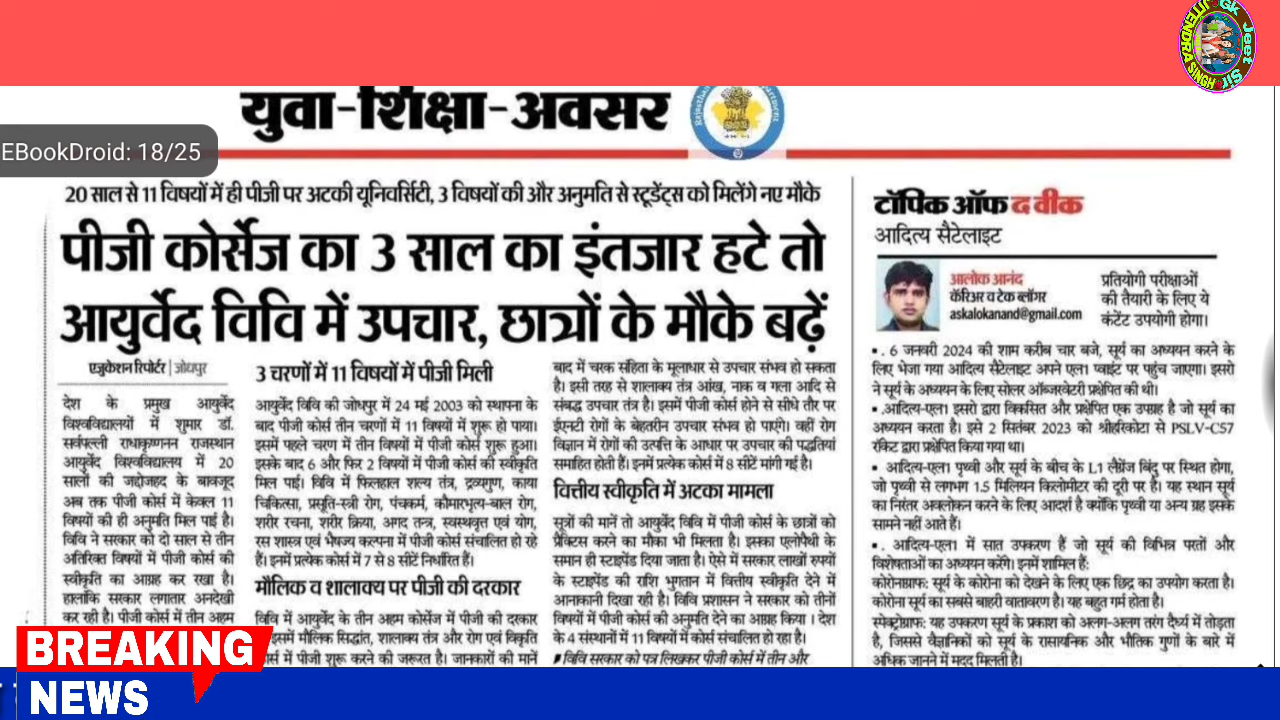 JITENDRA SINGH
GK Jeet Sir
युवा-शिक्षा-अवसर
EBookDroid: 18/25
20 साल से 11 विषयों में ही पीजी पर अटकी यूनिवर्सिटी, 3 विषयों की और अनुमति से स्टूडेंट्स को मिलेंगे नए मौके
पीजी कोर्सेज का 3 साल का इंतजार हटे तो
आयुर्वेद विवि में उपचार, छात्रों के मौके बढ़ें
एजुकेशन रिपोर्टर | जोधपुर
देश के प्रमुख आयुर्वेद
विश्वविद्यालयों में शुमार डॉ.
सर्वपल्ली राधाकृष्णनन राजस्थान
आयुर्वेद विश्वविद्यालय में 20
सालों की जद्दोजहद के बावजूद
अब तक पीजी कोर्स में केवल 11
विषयों की ही अनुमति मिल पाई है।
विवि ने सरकार को दो साल से तीन
अतिरिक्त विषयों में पीजी कोर्स की
स्वीकृति का आग्रह कर रखा है।
हालांकि सरकार लगातार अनदेखी
कर रही है। पीजी कोर्स में तीन अहम
3 चरणों में 11 विषयों में पीजी मिली
आयुर्वेद विवि की जोधपुर में 24 मई 2003 को स्थापना के
बाद पीजी कोर्स तीन चरणों में 11 विषयों में शुरू हो पाया।
इसमें पहले चरण में तीन विषयों में पीजी कोर्स शुरू हुआ।
इसके बाद 6 और फिर 2 विषयों में पीजी कोर्स की स्वीकृति
मिल पाई। विवि में फिलहाल शल्य तंत्र, द्रव्यगुण, काया
चिकित्सा, प्रसूति-स्त्री रोग, पंचकर्म, कौमारभृत्य-बाल रोग,
शरीर रचना, शरीर क्रिया, अगद तन्त्र, स्वस्थवृत्त एवं योग,
रस शास्त्र एवं भैषज्य कल्पना में पीजी कोर्स संचालित हो रहे
हैं। इनमें प्रत्येक कोर्स में 7 से 8 सीटें निर्धारित हैं।
मौलिक व शालाक्य पर पीजी की दरकार
विवि में आयुर्वेद के तीन अहम कोर्सेज में पीजी की दरकार
इसमें मौलिक सिद्धांत, शालाक्य तंत्र और रोग एवं विकृति
में पीजी शुरू करने की जरूरत है। जानकारों की मानें
बाद में चरक संहिता के मूलाधार से उपचार संभव हो सकता
है। इसी तरह से शालाक्य तंत्र आंख, नाक व गला आदि से
संबद्ध उपचार तंत्र है। इसमें पीजी कोर्स होने से सीधे तौर पर
ईएनटी रोगों के बेहतरीन उपचार संभव हो पाएंगे। वहीं रोग
विज्ञान में रोगों की उत्पत्ति के आधार पर उपचार की पद्धतियां
समाहित होती हैं। इनमें प्रत्येक कोर्स में 8 सीटें मांगी गई है।
वित्तीय स्वीकृति में अटका मामला
सूत्रों की मानें तो आयुर्वेद विवि में पीजी कोर्स के छात्रों को
प्रैक्टिस करने का मौका भी मिलता है। इसका एलोपैथी के
समान ही स्टाइपेंड दिया जाता है। ऐसे में सरकार लाखों रुपयों
के स्टाइपेंड की राशि भुगतान में वित्तीय स्वीकृति देने में
आनाकानी दिखा रही है। विवि प्रशासन ने सरकार को तीनों
विषयों में पीजी कोर्स की अनुमति देने का आग्रह किया । देश
के 4 संस्थानों में 11 विषयों में कोर्स संचालित हो रहा है।
विवि सरकार को पत्र लिखकर पीजी कोर्स में तीन और
टॉपिक ऑफ द वीक
आदित्य सैटेलाइट
आलोक आनंद
कॅरिअर व टेक ब्लॉगर
askalokanand@gmail.com
प्रतियोगी परीक्षाओं
की तैयारी के लिए ये
कंटेंट उपयोगी होगा।
▪. 6 जनवरी 2024 की शाम करीब चार बजे, सूर्य का अध्ययन करने के
लिए भेजा गया आदित्य सैटेलाइट अपने एल1 प्वाईंट पर पहुंच जाएगा। इसरो
ने सूर्य के अध्ययन के लिए सोलर ऑब्जरवेटरी प्रक्षेपित की थी।
▪ .आदित्य-एल1 इसरो द्वारा विकसित और प्रक्षेपित एक उपग्रह है जो सूर्य का
अध्ययन करता है। इसे 2 सितंबर 2023 को श्रीहरिकोटा से PSLV-C57
रॉकेट द्वारा प्रक्षेपित किया गया था।
▪ आदित्य-एल1 पृथ्वी और सूर्य के बीच के L1 लैग्रेंज बिंदु पर स्थित होगा,
जो पृथ्वी से लगभग 1.5 मिलियन किलोमीटर की दूरी पर है। यह स्थान सूर्य
का निरंतर अवलोकन करने के लिए आदर्श है क्योंकि पृथ्वी या अन्य ग्रह इसके
सामने नहीं आते हैं।
▪. आदित्य-एल1 में सात उपकरण हैं जो सूर्य की विभिन्न परतों और
विशेषताओं का अध्ययन करेंगी। इनमें शामिल हैं:
कोरोनाग्राफ: सूर्य के कोरोना को देखने के लिए एक छिद्र का उपयोग करता है।
कोरोना सूर्य का सबसे बाहरी वातावरण है। यह बहुत गर्म होता है।
स्पेक्ट्रोग्राफ: यह उपकरण सूर्य के प्रकाश को अलग-अलग तरंग दैर्ध्य में तोड़ता
है, जिससे वैज्ञानिकों को सूर्य के रासायनिक और भौतिक गुणों के बारे में
अधिक जानने में मदद मिलती है।
BREAKING
NEWS